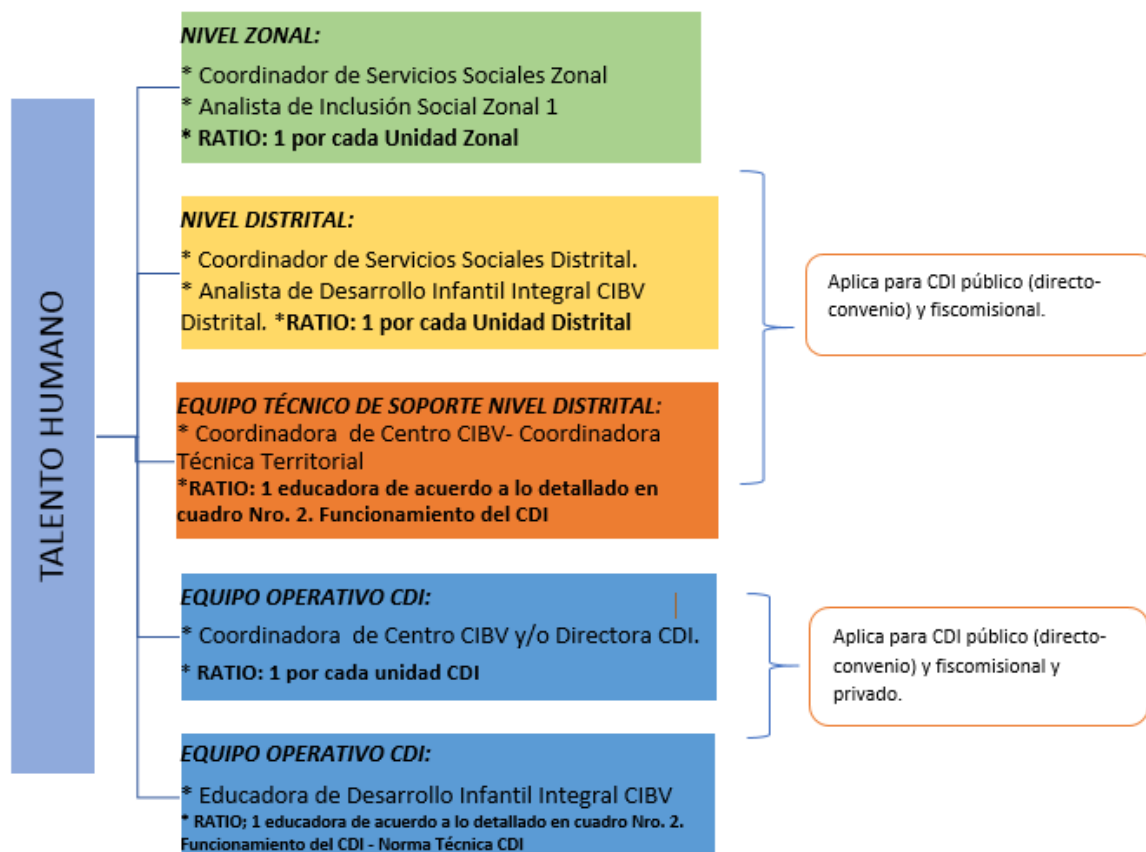 TALENTO HUMANO
NIVEL ZONAL:
* Coordinador de Servicios Sociales Zonal
* Analista de Inclusión Social Zonal 1
* RATIO: 1 por cada Unidad Zonal
NIVEL DISTRITAL:
* Coordinador de Servicios Sociales Distrital.
* Analista de Desarrollo Infantil Integral CIBV
Distrital. *RATIO: 1 por cada Unidad Distrital
EQUIPO TÉCNICO DE SOPORTE NIVEL DISTRITAL:
* Coordinadora  de Centro CIBV- Coordinadora
Técnica Territorial
*RATIO: 1 educadora de acuerdo a lo detallado en
cuadro Nro. 2. Funcionamiento del CDI
Aplica para CDI público (directo-
convenio) y fiscomisional.
EQUIPO OPERATIVO CDI:
* Coordinadora  de Centro CIBV y/o Directora CDI.
* RATIO: 1 por cada unidad CDI
EQUIPO OPERATIVO CDI:
* Educadora de Desarrollo Infantil Integral CIBV
* RATIO; 1 educadora de acuerdo a lo detallado en cuadro Nro. 2.
Funcionamiento del CDI - Norma Técnica CDI
Aplica para CDI público (directo-
convenio) y fiscomisional y
privado.